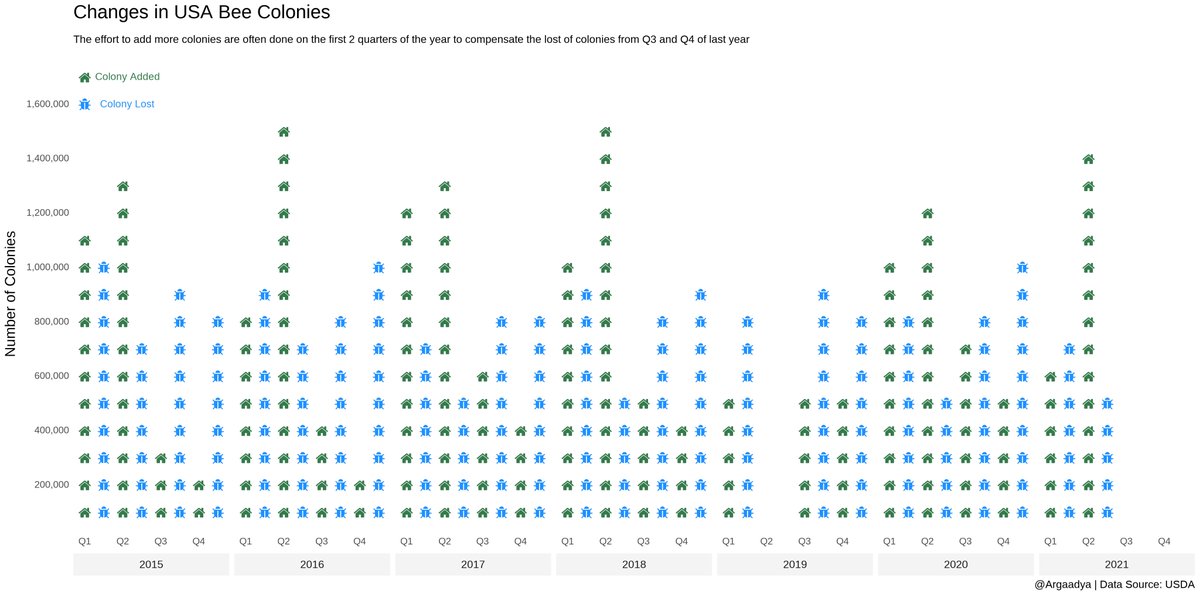 Changes in USA Bee Colonies
The effort to add more colonies are often done on the first 2 quarters of the year to compensate the lost of colonies from Q3 and Q4 of last year
Colony Added
Colony Lost
Number of Colonies
1,600,000
1,400,000
1,200,000
1,000,000
800,000
600,000
400,000
200,000
Q1 Q2 Q3 Q4 Q1 Q2 Q3 Q4 Q1 Q2 Q3 Q4 Q1 Q2 Q3 Q4 Q1 Q2 Q3 Q4 Q1 Q2 Q3 Q4 Q1 Q2 Q3 Q4
2015 2016 2017 2018 2019 2020 2021
@Argaadya | Data Source: USDA